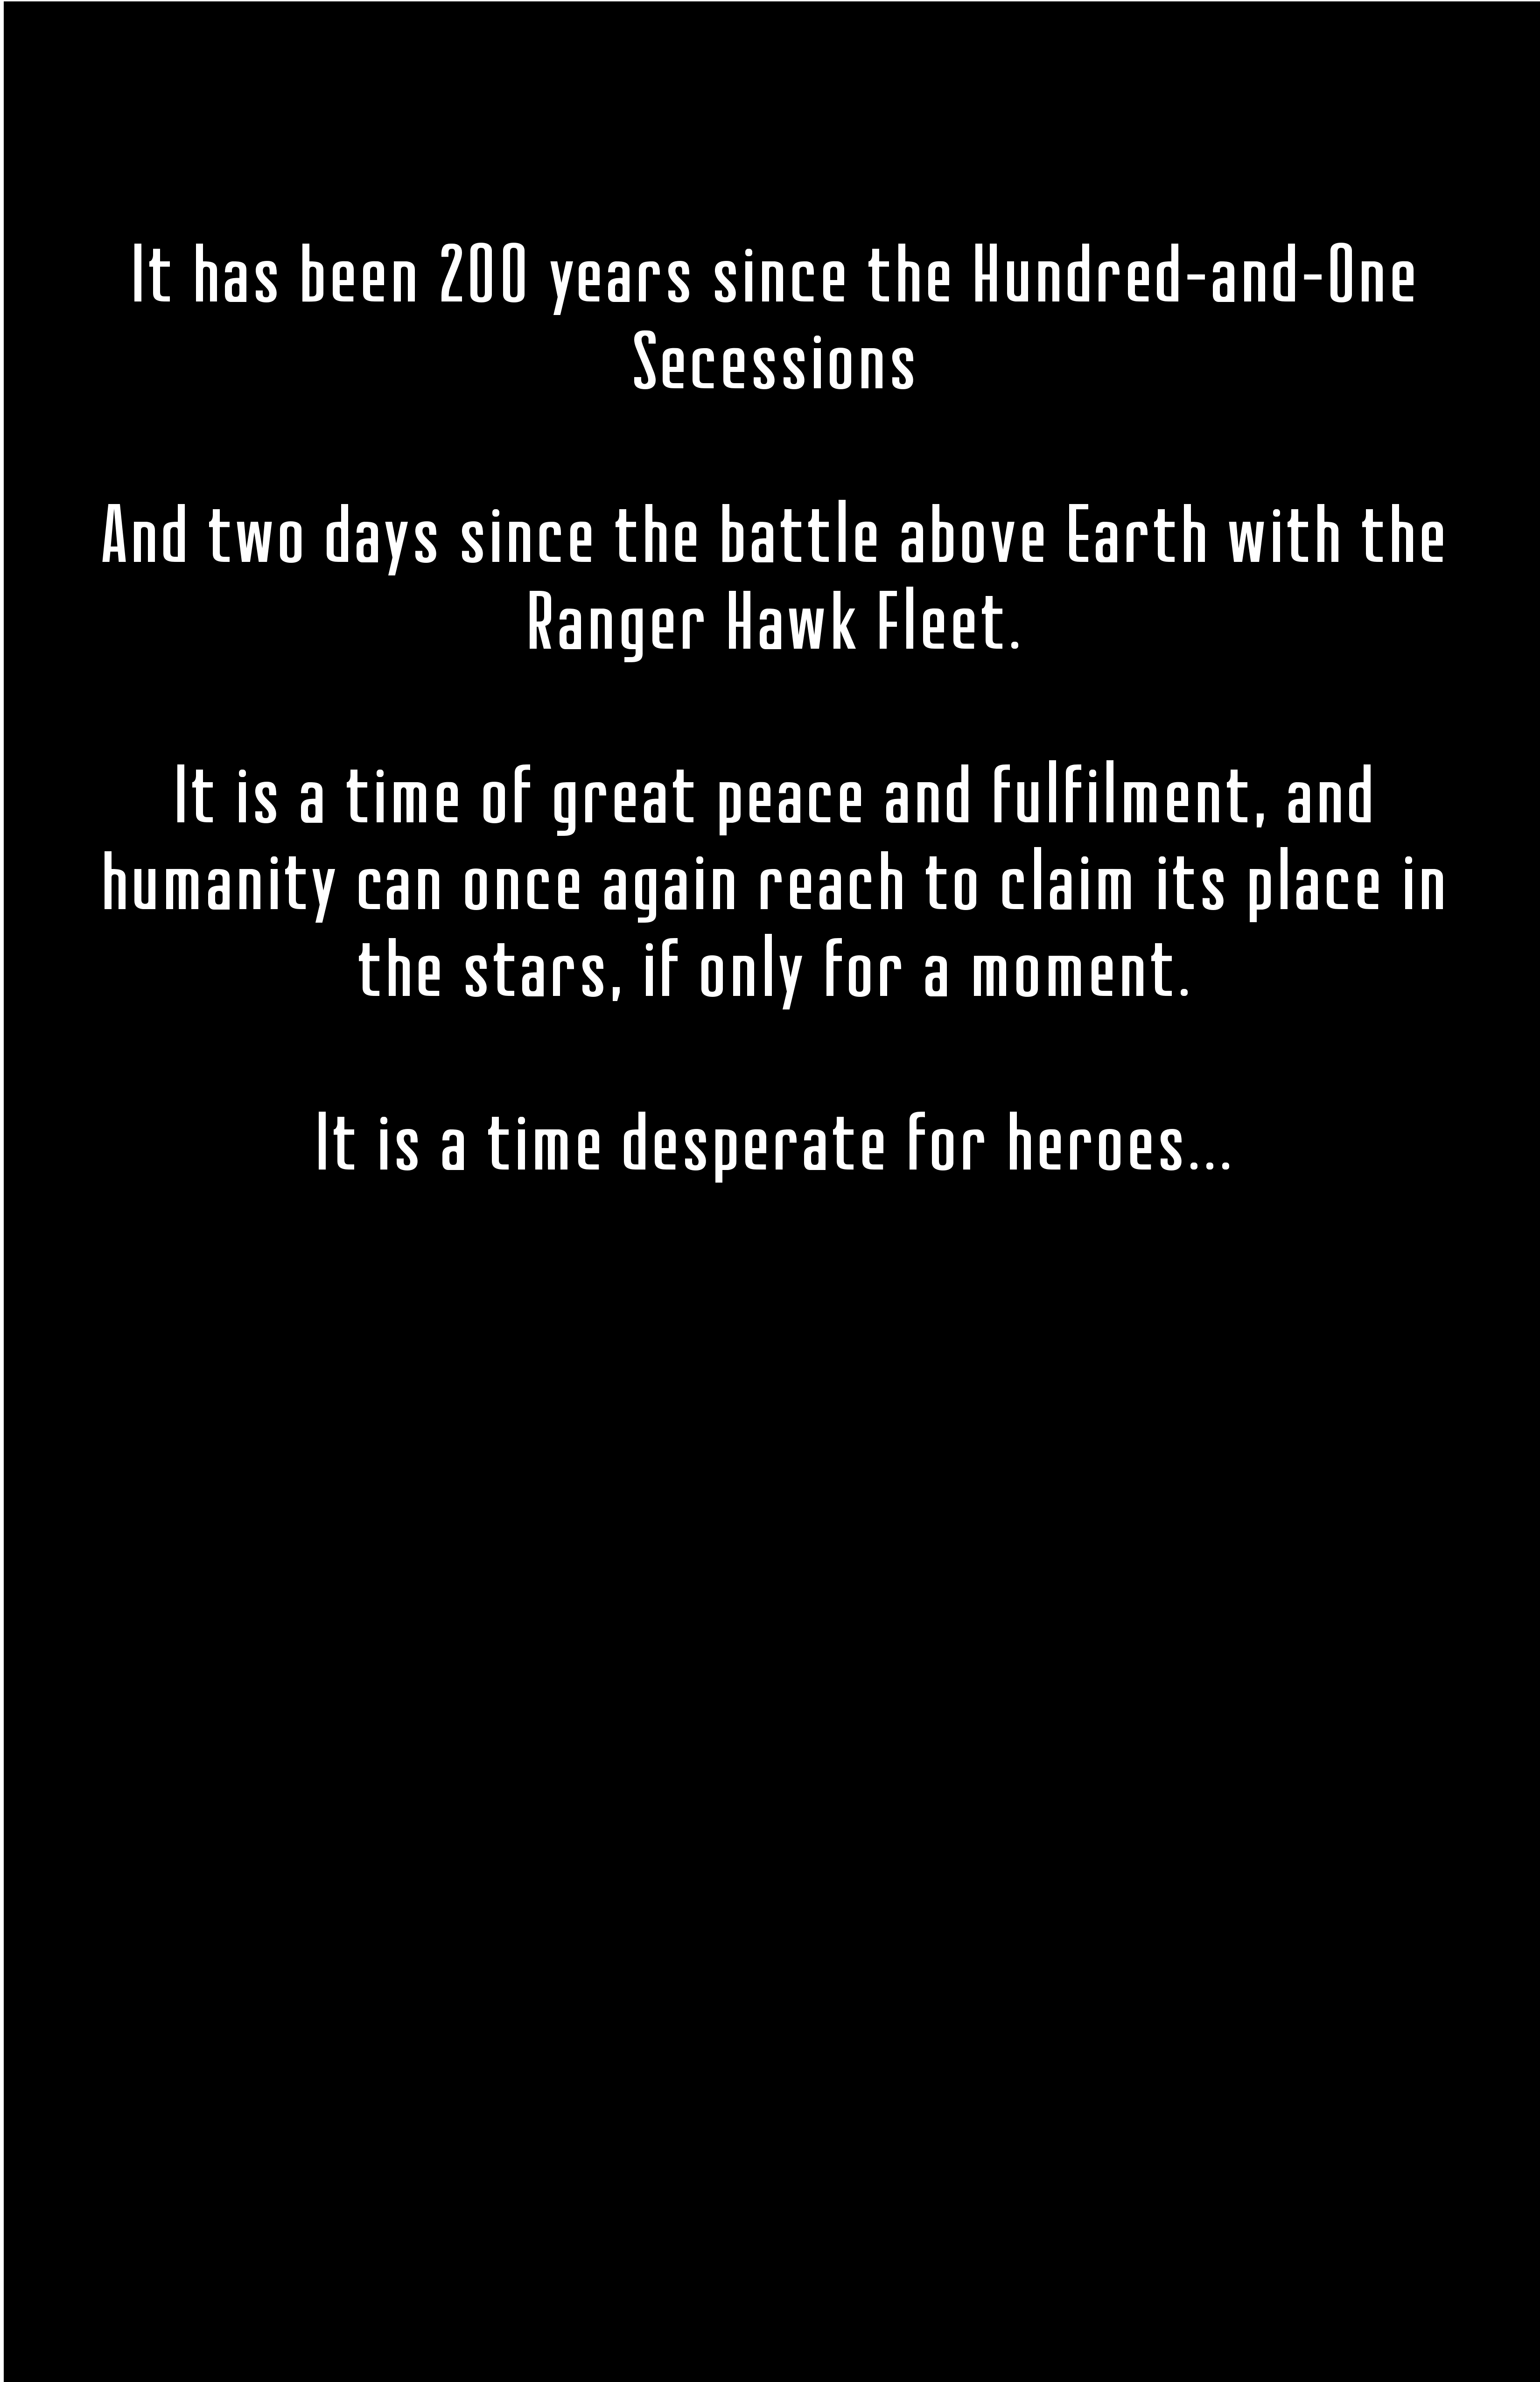 It has been 200 years since the Hundred-and-One
Secessions
And two days since the battle above Earth with the
Ranger Hawk Fleet.
It is a time of great peace and fulfilment, and
humanity can once again reach to claim its place in
the stars, if only for a moment.
It is a time desperate for heroes...